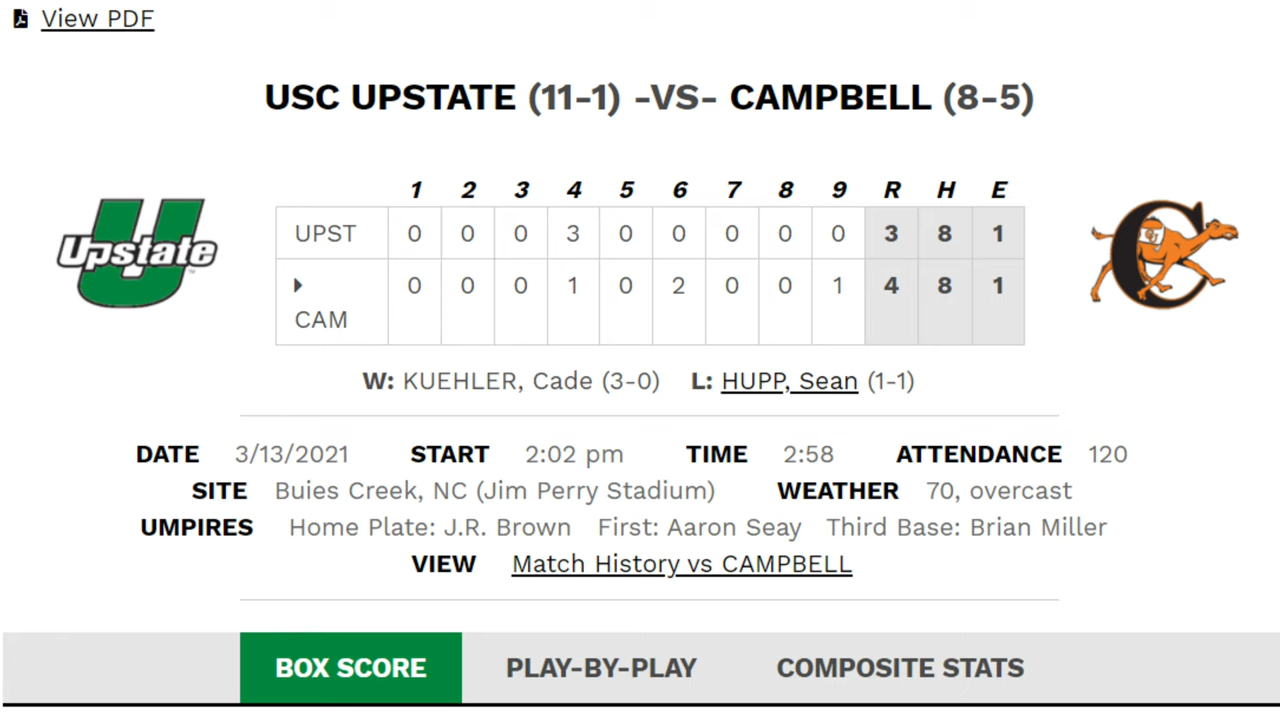 View PDF
USC UPSTATE (11-1) -VS- CAMPBELL (8-5)
1 2 3 4 5 6 7 8 9 R H E
UPST 0 0 0 3 0 0 0 0 0 3 8 1
CAM 0 0 0 1 0 2 0 0 1 4 8 1
Upstate
W: KUEHLER, Cade (3-0) L: HUPP, Sean (1-1)
DATE 3/13/2021 START 2:02 pm TIME 2:58 ATTENDANCE 120
SITE Buies Creek, NC (Jim Perry Stadium) WEATHER 70, overcast
UMPIRES Home Plate: J.R. Brown First: Aaron Seay Third Base: Brian Miller
VIEW Match History vs CAMPBELL
BOX SCORE PLAY-BY-PLAY COMPOSITE STATS